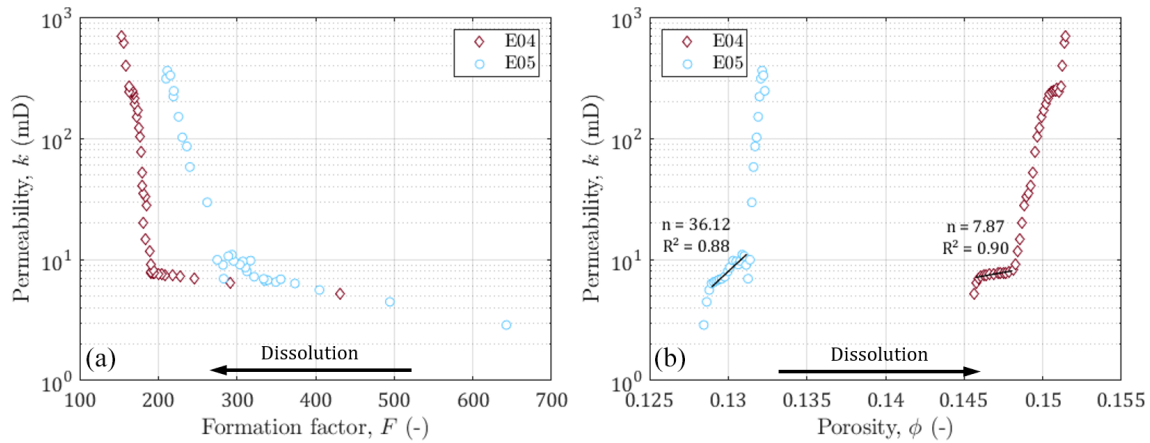 10³
10²
10¹
10⁰
Permeability, k (mD)
E04
E05
(a)
Dissolution
100 200 300 400 500 600 700
Formation factor, F (-)
10³
10²
10¹
10⁰
Permeability, k (mD)
E04
E05
n = 36.12
R² = 0.88
n = 7.87
R² = 0.90
(b)
Dissolution
0.125 0.13 0.135 0.14 0.145 0.15 0.155
Porosity, ϕ (-)